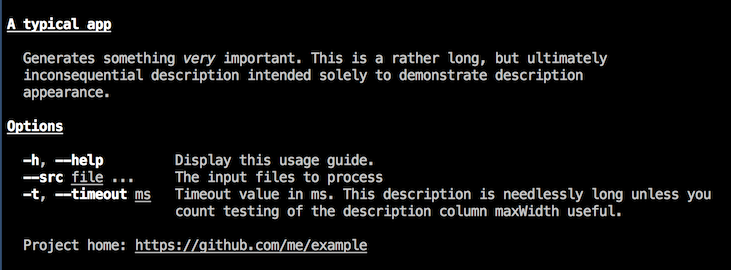 A typical app
Generates something very important. This is a rather long, but ultimately
inconsequential description intended solely to demonstrate description
appearance.
Options
-h, --help Display this usage guide.
--src file ... The input files to process
-t, --timeout ms Timeout value in ms. This description is needlessly long unless you
count testing of the description column maxWidth useful.
Project home: https://github.com/me/example